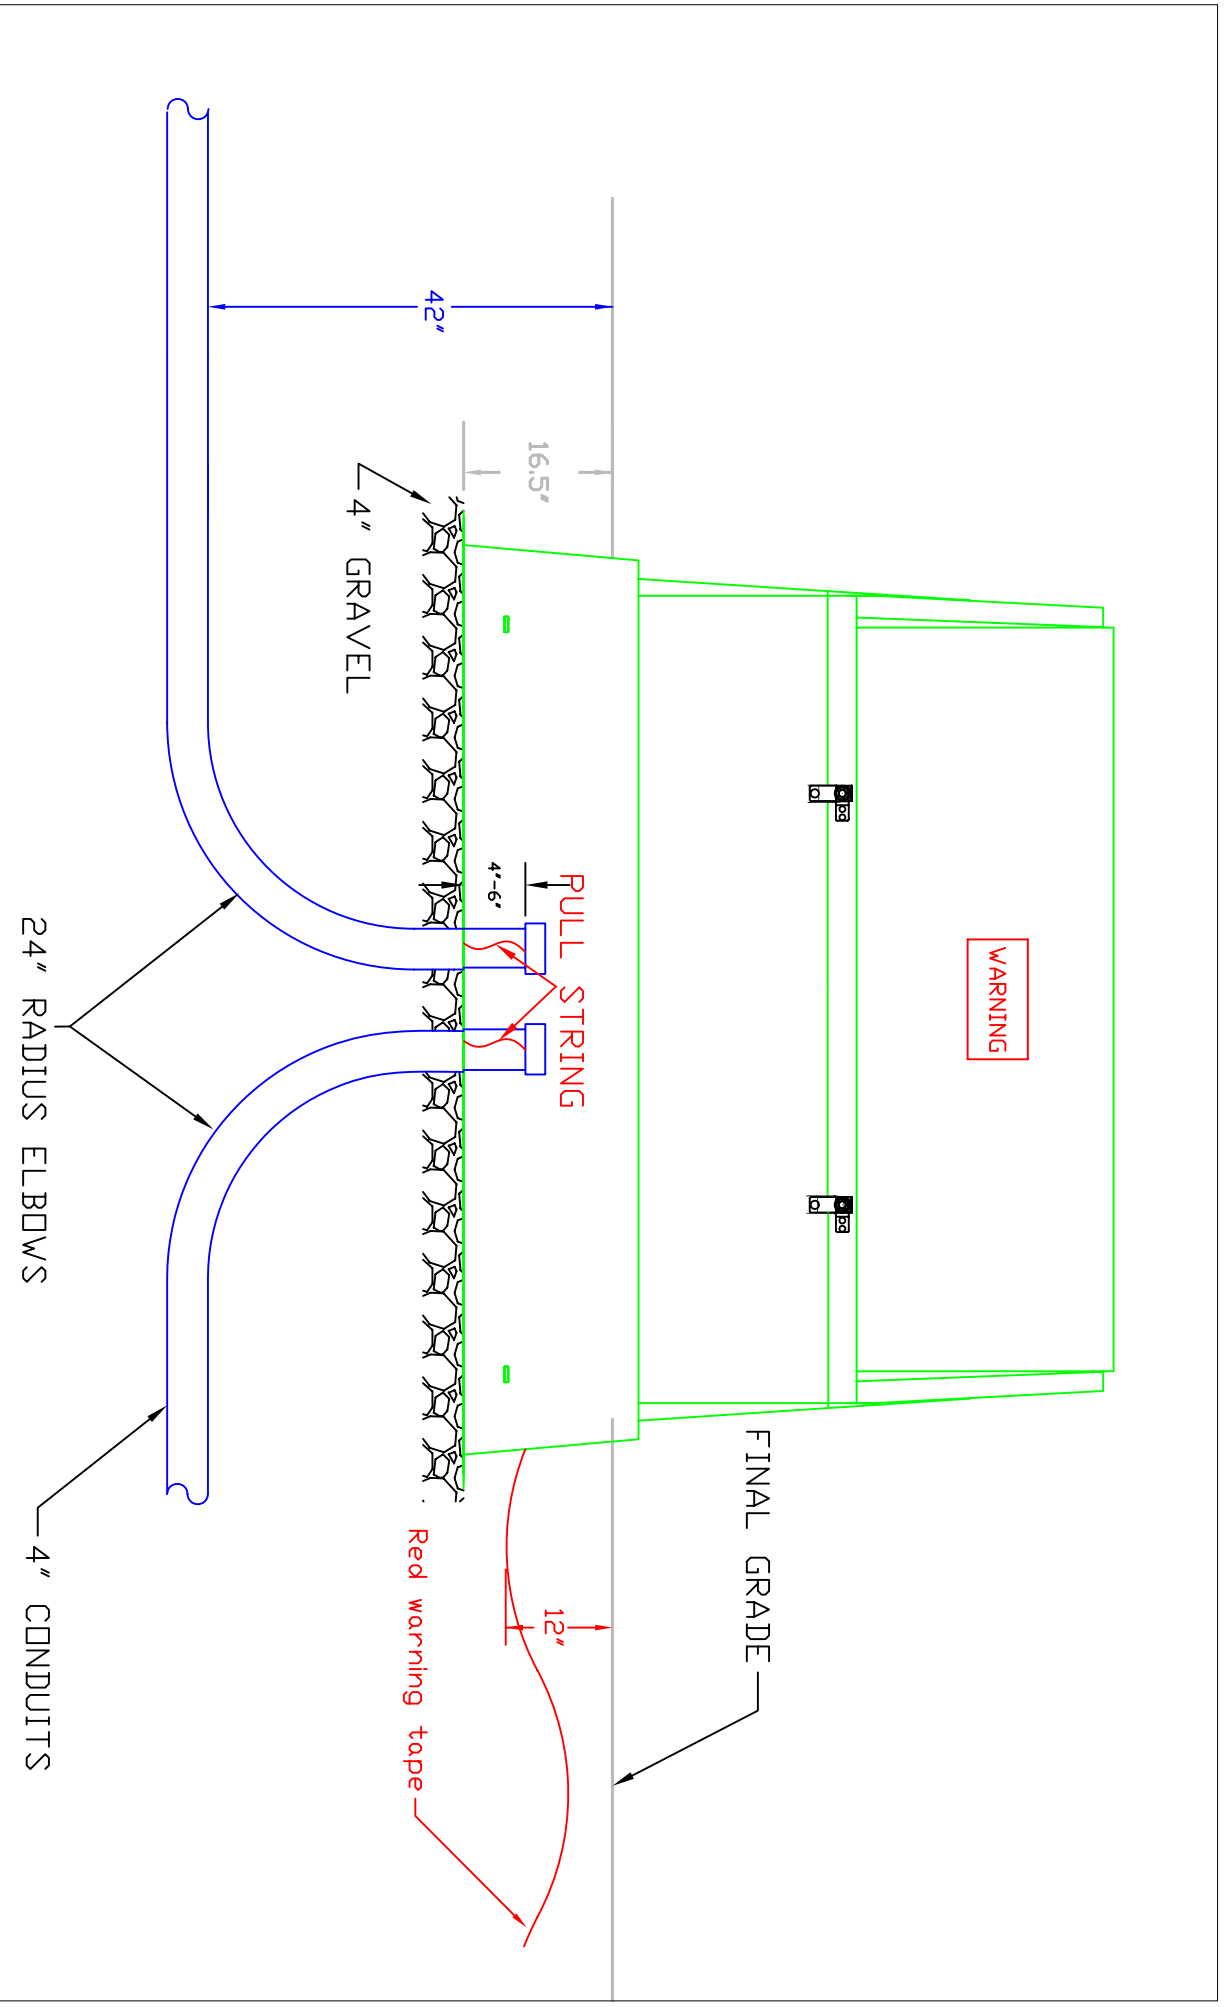 WARNING
FINAL GRADE
PULL STRING
12"
16.5"
4"-6"
42"
Red warning tape
4" GRAVEL
24" RADIUS ELBOWS
4" CONDUITS